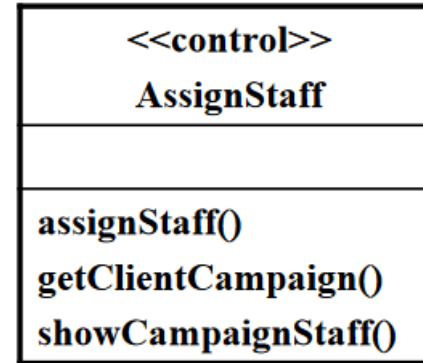 <<control>>
AssignStaff
assignStaff()
getClientCampaign()
showCampaignStaff()